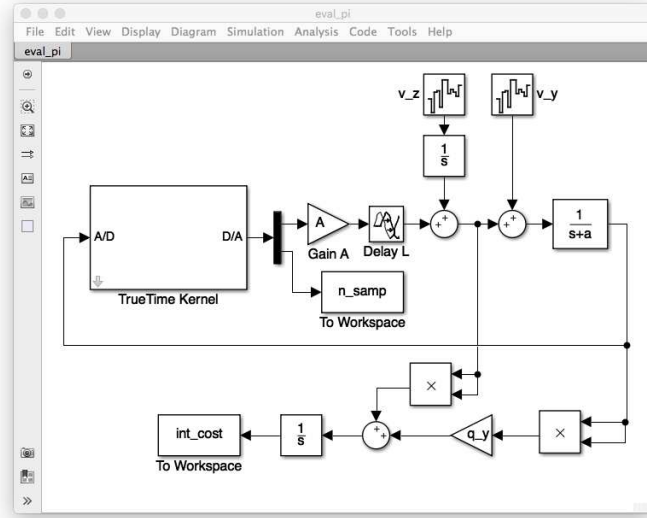 eval_pi
File Edit View Display Diagram Simulation Analysis Code Tools Help
eval_pi
v_z
v_y
1
s
A/D
D/A
TrueTime Kernel
A
Gain A
Delay L
+
+
+
+
1
s+a
n_samp
To Workspace
×
int_cost
To Workspace
1
s
+
+
q_y
×